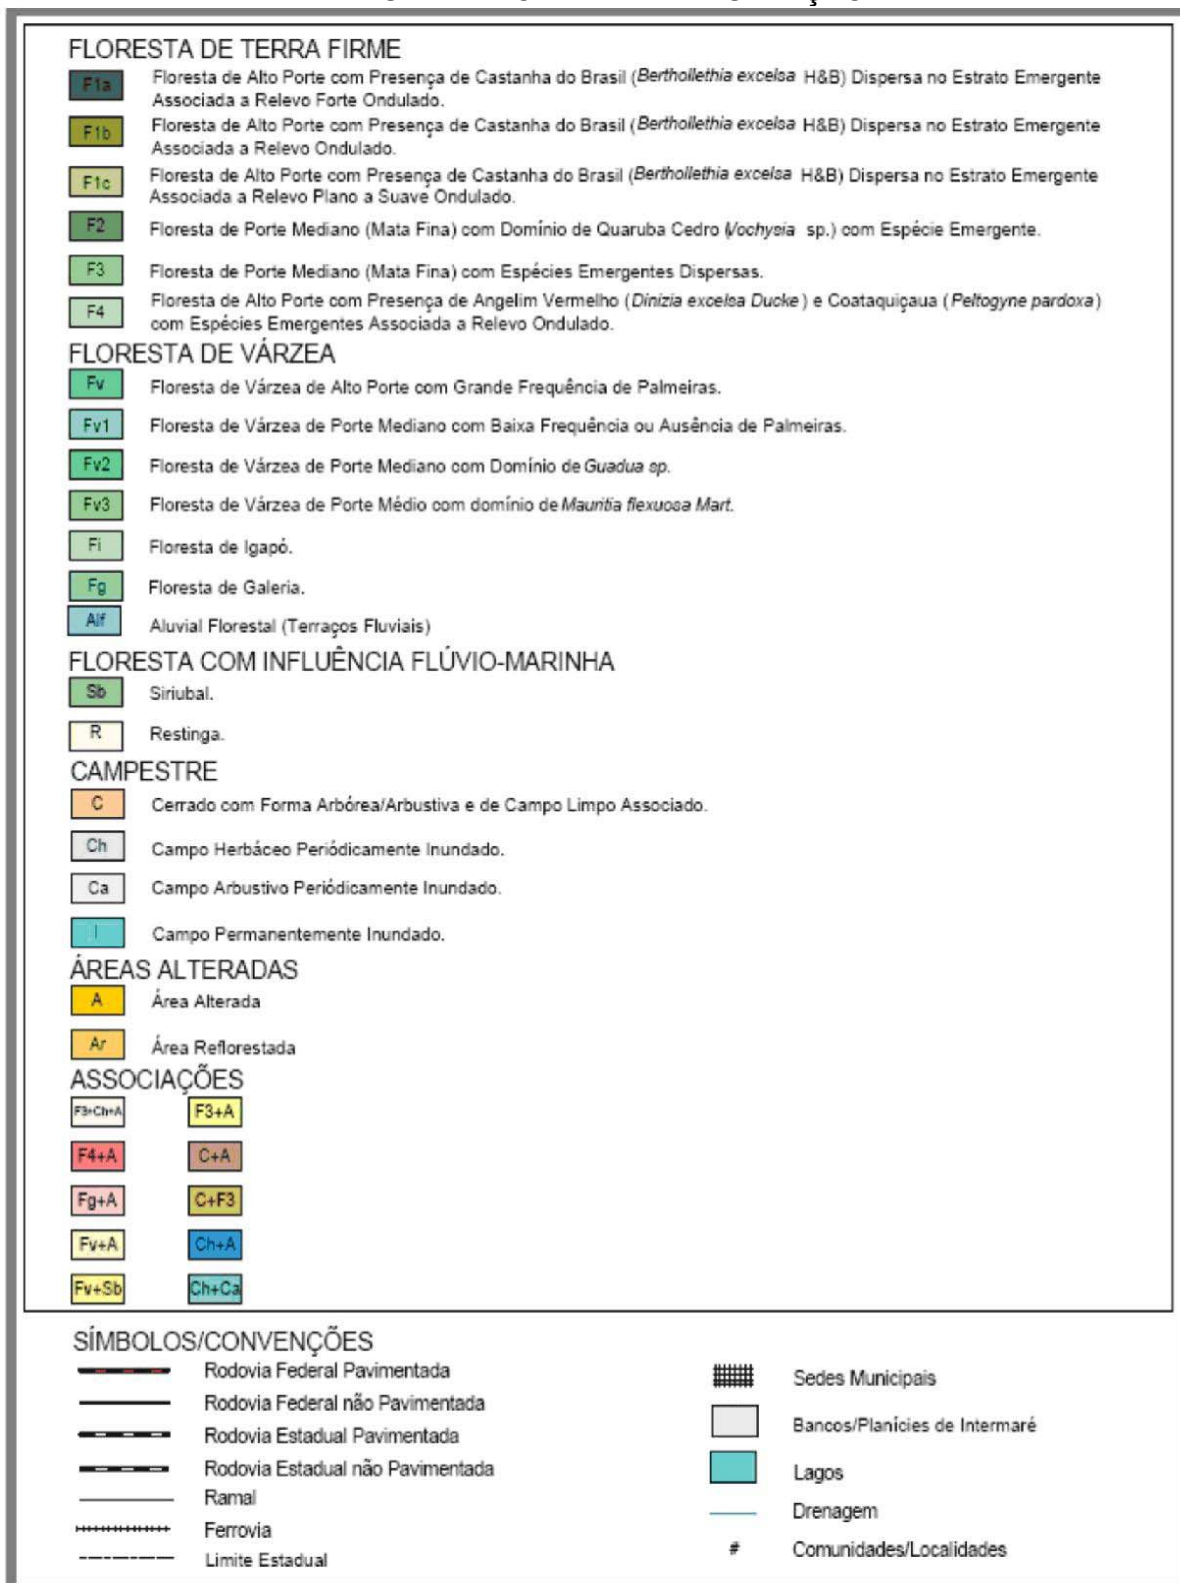 FLORESTA DE TERRA FIRME
F1a Floresta de Alto Porte com Presença de Castanha do Brasil (Berthollethia excelsa H&B) Dispersa no Estrato Emergente
Associada a Relevo Forte Ondulado.
F1b Floresta de Alto Porte com Presença de Castanha do Brasil (Berthollethia excelsa H&B) Dispersa no Estrato Emergente
Associada a Relevo Ondulado.
F1c Floresta de Alto Porte com Presença de Castanha do Brasil (Berthollethia excelsa H&B) Dispersa no Estrato Emergente
Associada a Relevo Plano a Suave Ondulado.
F2 Floresta de Porte Mediano (Mata Fina) com Domínio de Quaruba Cedro (Vochysia sp.) com Espécie Emergente.
F3 Floresta de Porte Mediano (Mata Fina) com Espécies Emergentes Dispersas.
F4 Floresta de Alto Porte com Presença de Angelim Vermelho (Dinizia excelsa Ducke) e Coataquiçaua (Peltogyne pardoxa)
com Espécies Emergentes Associada a Relevo Ondulado.
FLORESTA DE VÁRZEA
Fv Floresta de Várzea de Alto Porte com Grande Frequência de Palmeiras.
Fv1 Floresta de Várzea de Porte Mediano com Baixa Frequência ou Ausência de Palmeiras.
Fv2 Floresta de Várzea de Porte Mediano com Domínio de Guadua sp.
Fv3 Floresta de Várzea de Porte Médio com domínio de Mauritia flexuosa Mart.
Fi Floresta de Igapó.
Fg Floresta de Galeria.
Alf Aluvial Florestal (Terraços Fluviais)
FLORESTA COM INFLUÊNCIA FLÚVIO-MARINHA
Sb Siriubal.
R Restinga.
CAMPESTRE
C Cerrado com Forma Arbórea/Arbustiva e de Campo Limpo Associado.
Ch Campo Herbáceo Periódicamente Inundado.
Ca Campo Arbustivo Periódicamente Inundado.
I Campo Permanentemente Inundado.
ÁREAS ALTERADAS
A Área Alterada
Ar Área Reflorestada
ASSOCIAÇÕES
F3+Ch+A F3+A
F4+A C+A
Fg+A C+F3
Fv+A Ch+A
Fv+Sb Ch+Ca
SÍMBOLOS/CONVENÇÕES
Rodovia Federal Pavimentada
Rodovia Federal não Pavimentada
Rodovia Estadual Pavimentada
Rodovia Estadual não Pavimentada
Ramal
Ferrovia
Limite Estadual
Sedes Municipais
Bancos/Planícies de Intermaré
Lagos
Drenagem
# Comunidades/Localidades